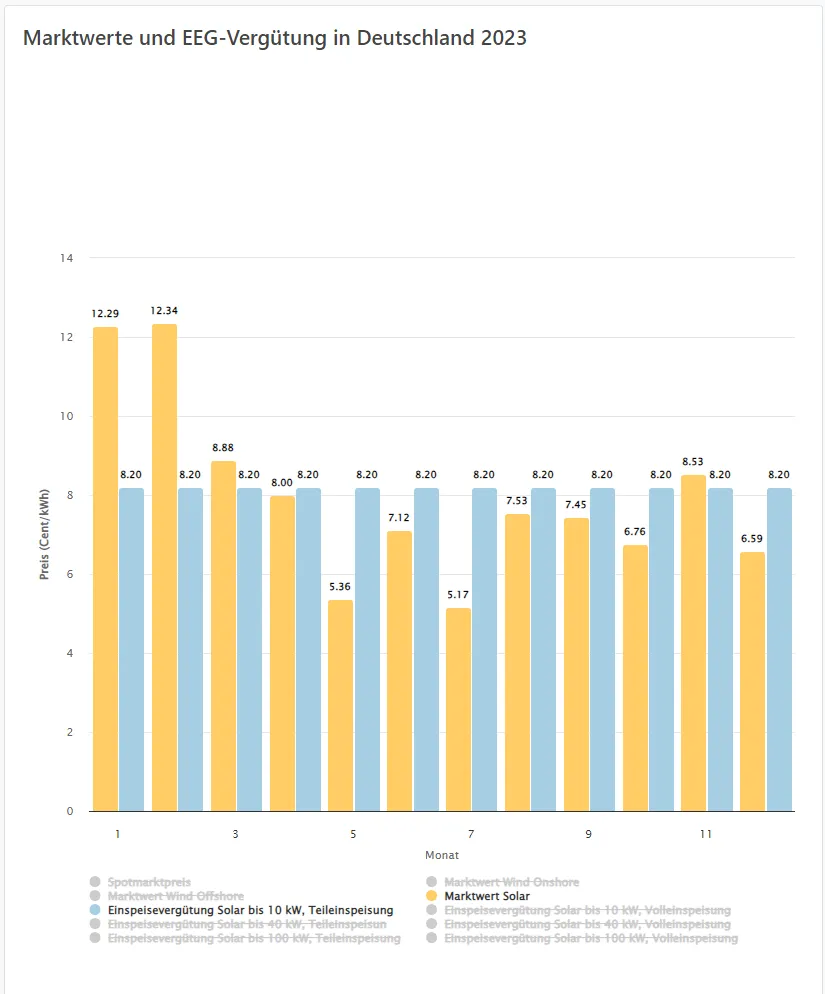 Marktwerte und EEG-Vergütung in Deutschland 2023
14
12.34
12.29
12
10
8.88
8.53
8.20 8.20 8.20 8.00 8.20 8.20 8.20 8.20 8.20 8.20 8.20 8.20 8.20
8
7.53 7.45
7.12
6.76
6.59
Preis (Cent/kWh)
6
5.36
5.17
4
2
0
1 3 5 7 9 11
Monat
Spotmarktpreis
Marktwert Wind Onshore
Marktwert Wind Offshore
Marktwert Solar
Einspeisevergütung Solar bis 10 kW, Teileinspeisung
Einspeisevergütung Solar bis 10 kW, Volleinspeisung
Einspeisevergütung Solar bis 40 kW, Teileinspeisun
Einspeisevergütung Solar bis 40 kW, Volleinspeisung
Einspeisevergütung Solar bis 100 kW, Teileinspeisung
Einspeisevergütung Solar bis 100 kW, Volleinspeisung